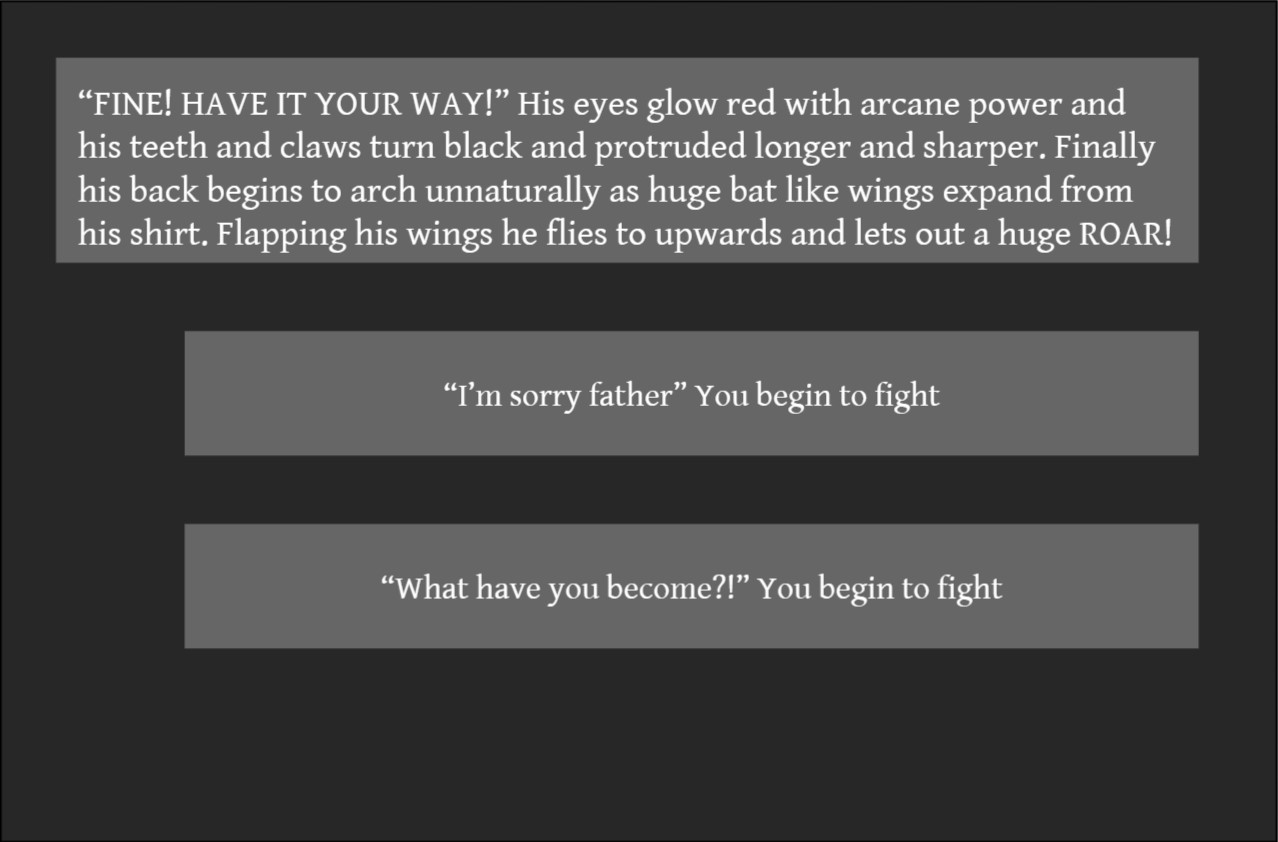 “FINE! HAVE IT YOUR WAY!” His eyes glow red with arcane power and
his teeth and claws turn black and protruded longer and sharper. Finally
his back begins to arch unnaturally as huge bat like wings expand from
his shirt. Flapping his wings he flies to upwards and lets out a huge ROAR!
“I’m sorry father” You begin to fight
“What have you become?!” You begin to fight